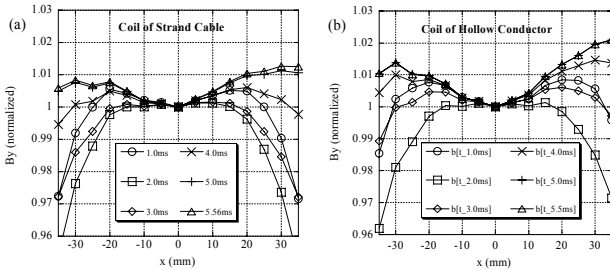 (a)
Coil of Strand Cable
1.03
1.02
1.01
1
0.99
0.98
0.97
0.96
By (normalized)
1.0ms
4.0ms
2.0ms
5.0ms
3.0ms
5.56ms
-30 -20 -10 0 10 20 30
x (mm)
(b)
Coil of Hollow Conductor
1.03
1.02
1.01
1
0.99
0.98
0.97
0.96
By (normalized)
b[t_1.0ms]
b[t_4.0ms]
b[t_2.0ms]
b[t_5.0ms]
b[t_3.0ms]
b[t_5.5ms]
-30 -20 -10 0 10 20 30
x (mm)